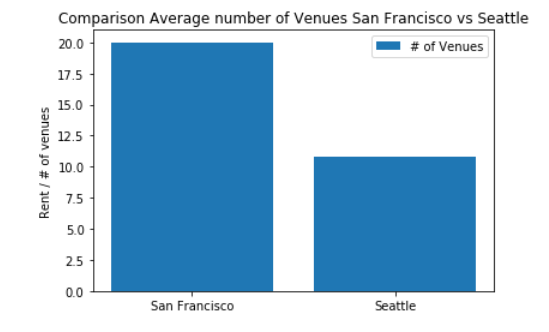 Comparison Average number of Venues San Francisco vs Seattle
# of Venues
Rent / # of venues
20.0
17.5
15.0
12.5
10.0
7.5
5.0
2.5
0.0
San Francisco
Seattle